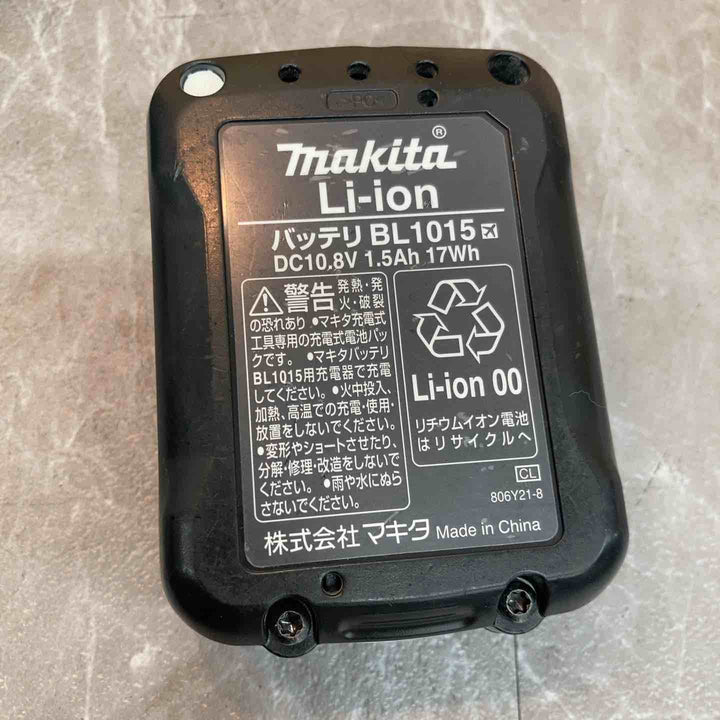 >PC<
makita®
Li-ion
バッテリ BL1015
DC10.8V 1.5Ah 17Wh
警告 発熱・発
火・破裂
の恐れあり ●マキタ充電式
工具専用の充電式電池パッ
クです。 ●マキタバッテリ
BL1015用充電器で充電
してください。●火中投入、
加熱、高温での充電・使用・
放置をしないでください。
●変形やショートさせたり、
分解・修理・改造をしないで
ください。 ●雨や水にぬら
さないでください。
Li-ion 00
リチウムイオン電池
はリサイクルへ
CL
806Y21-8
株式会社 マキタ Made in China